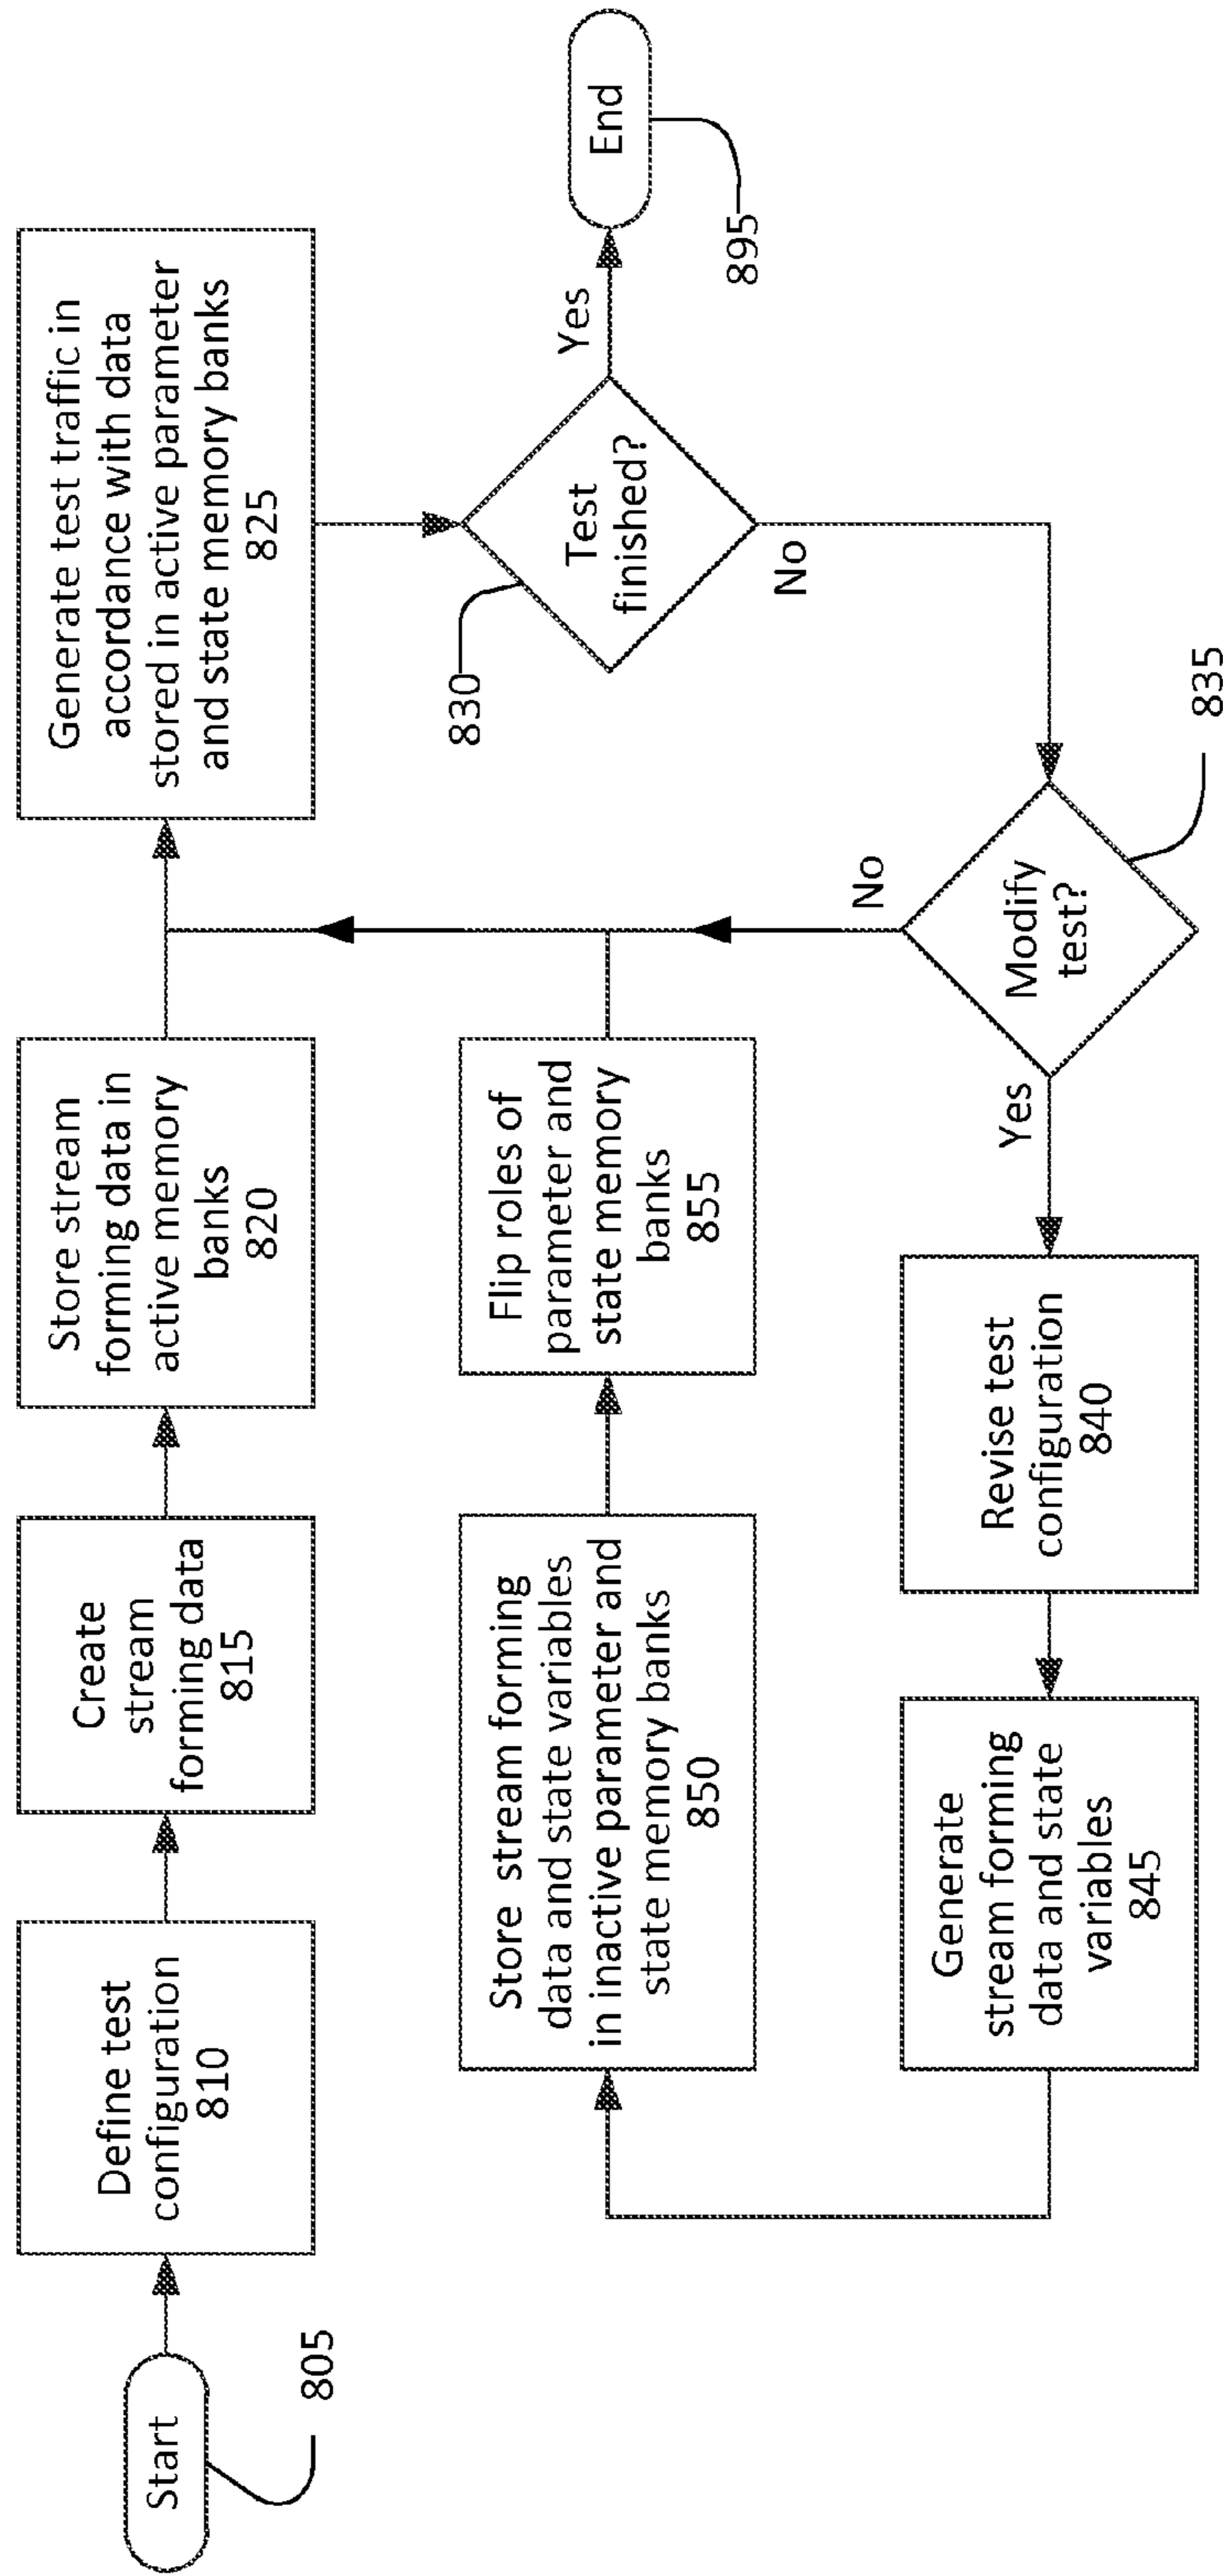 Start
805
Define test
configuration
810
Create
stream
forming data
815
Store stream
forming data in
active memory
banks
820
Generate test traffic in
accordance with data
stored in active parameter
and state memory banks
825
830
Test
finished?
Yes
End
895
No
Modify
test?
835
No
Yes
Revise test
configuration
840
Generate
stream forming
data and state
variables
845
Store stream forming
data and state variables
in inactive parameter and
state memory banks
850
Flip roles of
parameter and
state memory
banks
855